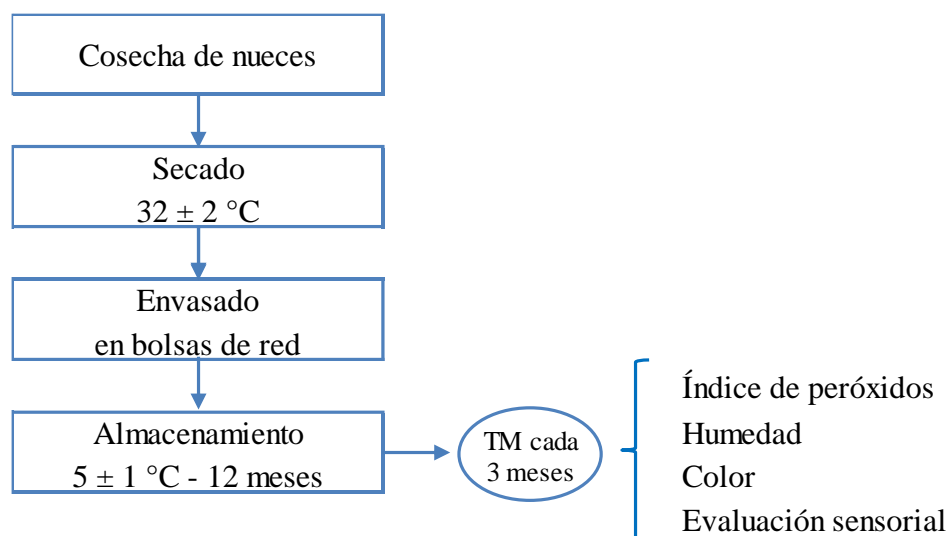 Cosecha de nueces
Secado
32 ± 2 °C
Envasado
en bolsas de red
Almacenamiento
5 ± 1 °C - 12 meses
TM cada
3 meses
Índice de peróxidos
Humedad
Color
Evaluación sensorial